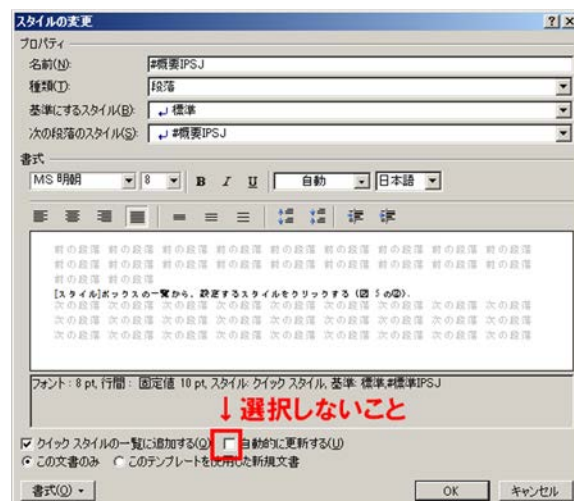 スタイルの変更
プロパティ
名前(N): #概要IPSJ
種類(T): 段落
基準にするスタイル(B): 標準
次の段落のスタイル(S): #概要IPSJ
書式
MS 明朝 8 B I U 自動 日本語
前の段落 前の段落 前の段落 前の段落 前の段落 前の段落 前の段落 前の段落 前の段落
前の段落 前の段落 前の段落 前の段落 前の段落 前の段落 前の段落 前の段落 前の段落
前の段落 前の段落
[スタイル]ボックスの一覧から、設定するスタイルをクリックする (図 5 の②).
次の段落 次の段落 次の段落 次の段落 次の段落 次の段落 次の段落 次の段落 次の段落
次の段落 次の段落 次の段落 次の段落 次の段落 次の段落 次の段落 次の段落 次の段落
次の段落 次の段落 次の段落 次の段落 次の段落 次の段落 次の段落 次の段落 次の段落
フォント : 8 pt, 行間 : 固定値 10 pt, スタイル: クイック スタイル, 基準: 標準,#標準IPSJ
↓選択しないこと
クイック スタイルの一覧に追加する(Q) 自動的に更新する(U)
この文書のみ このテンプレートを使用した新規文書
書式(O) OK キャンセル